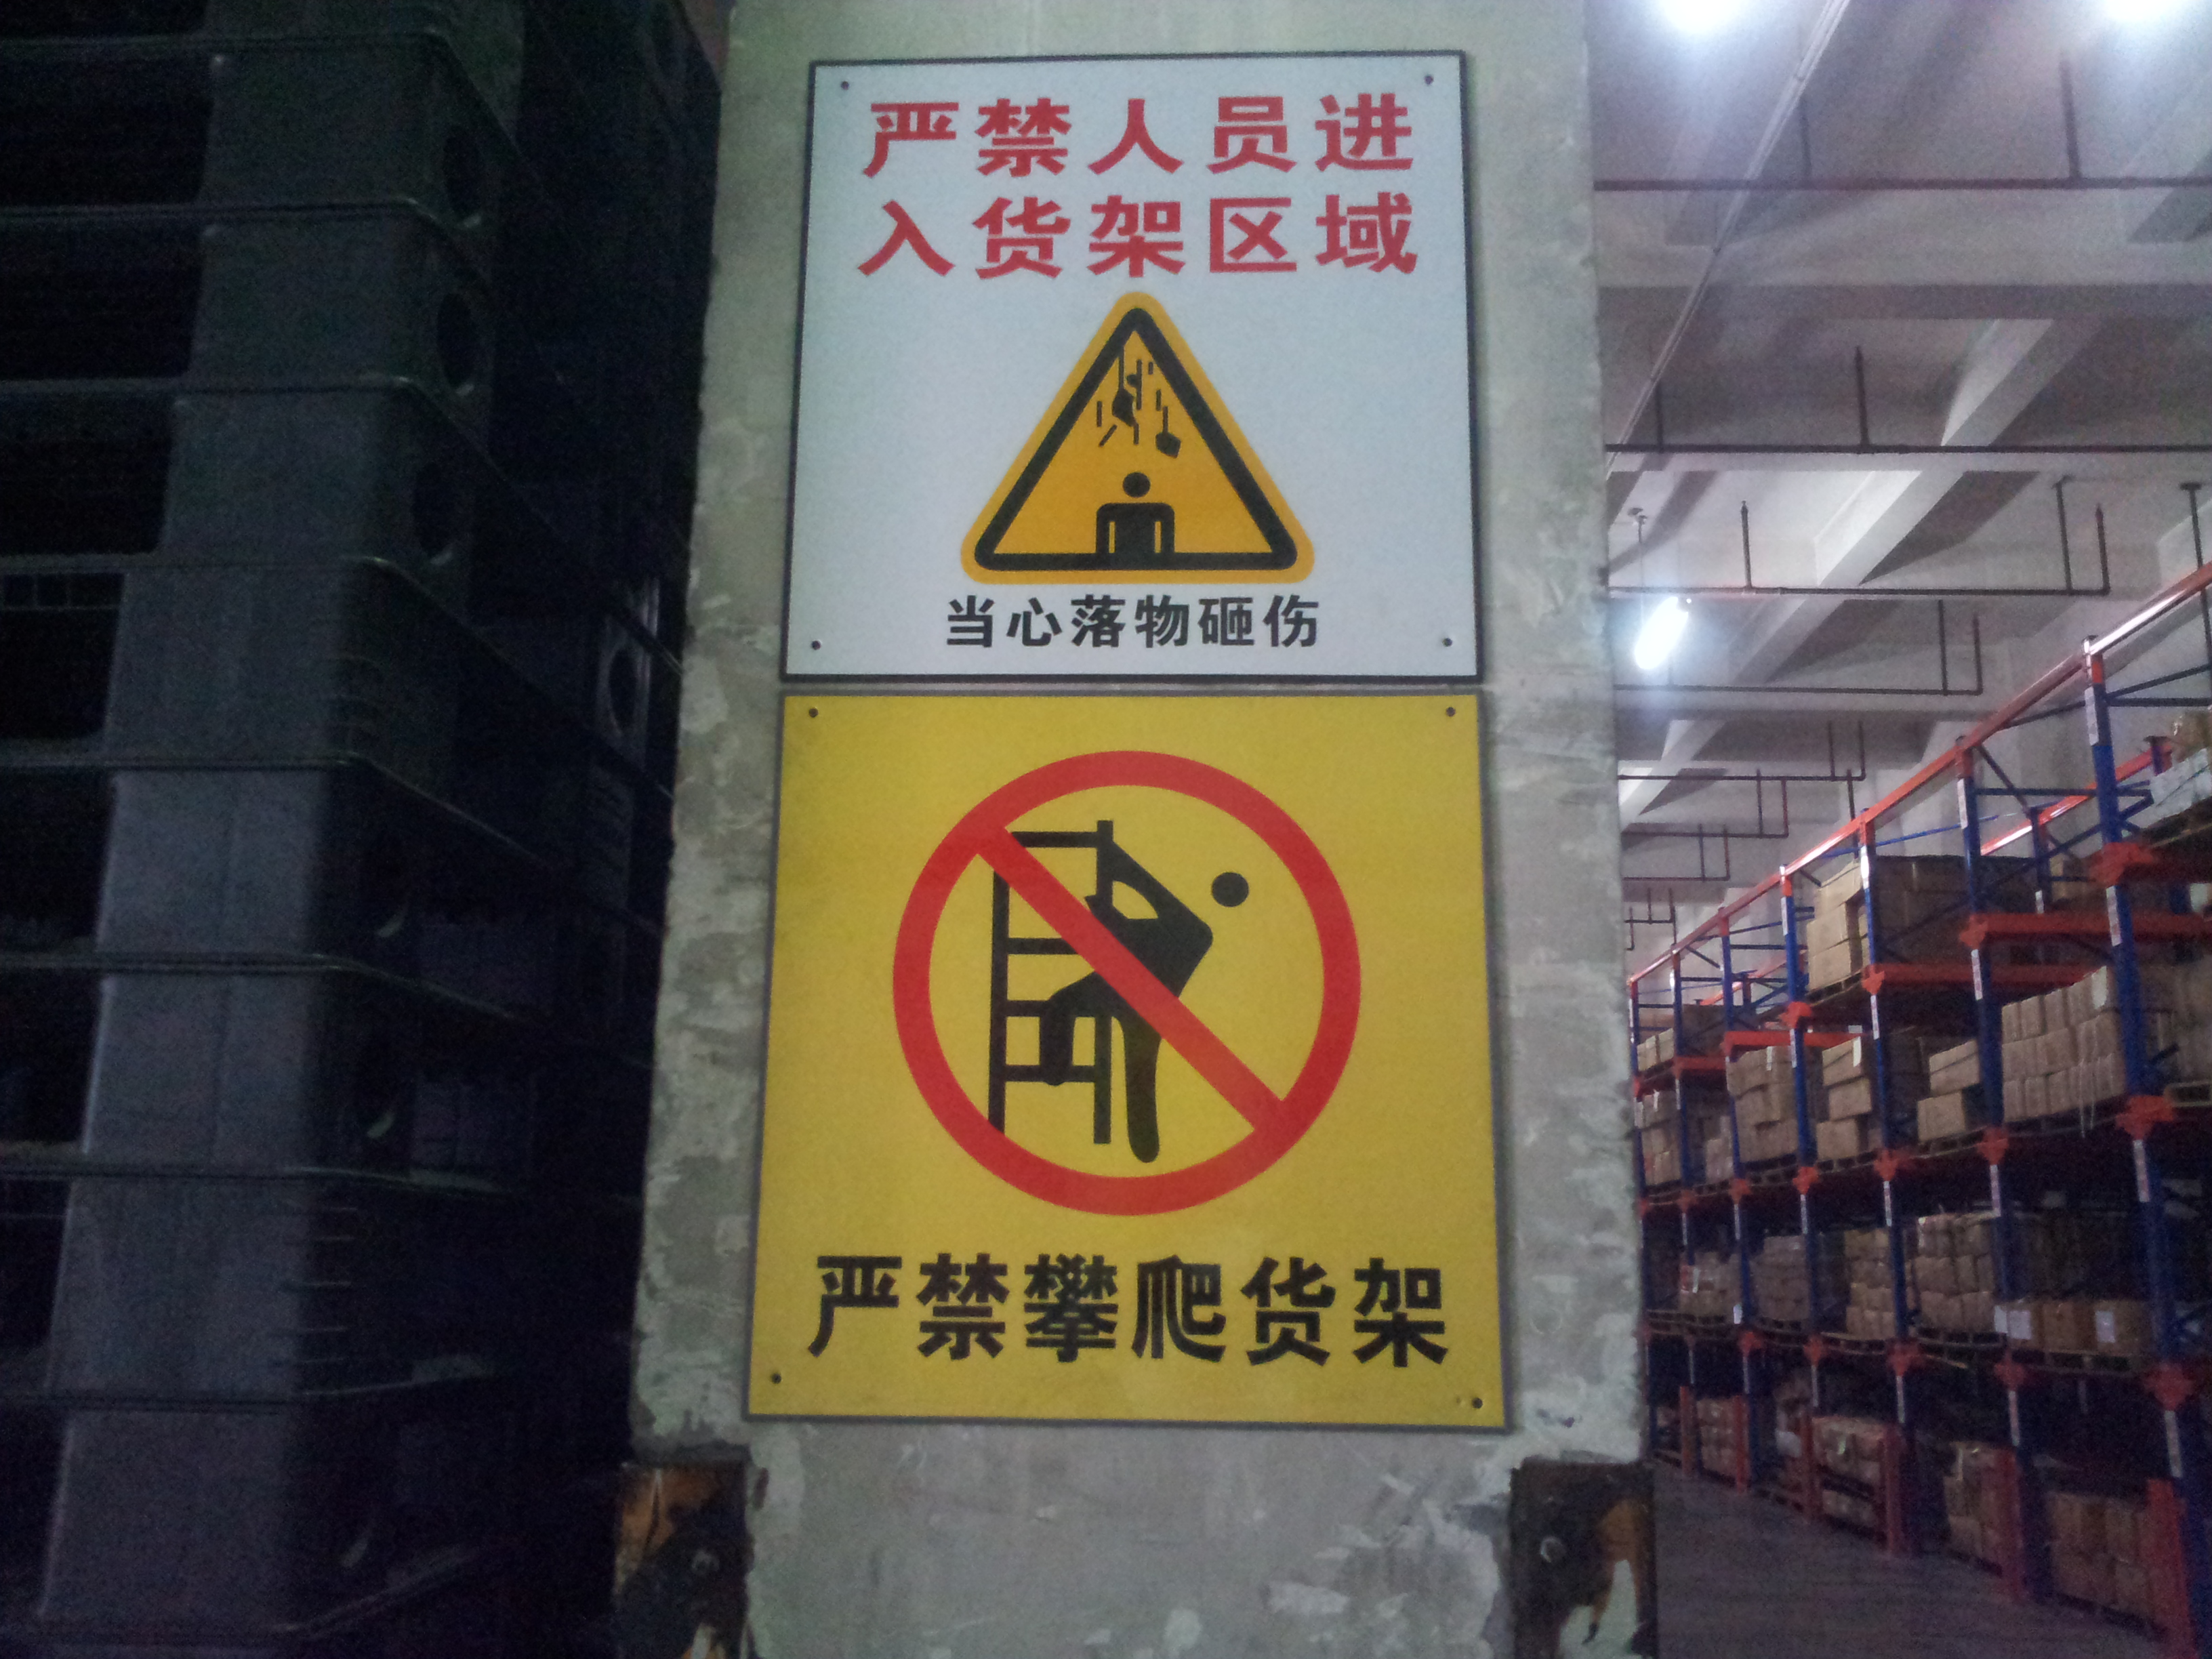 严禁人员进
入货架区域
当心落物砸伤
严禁攀爬货架